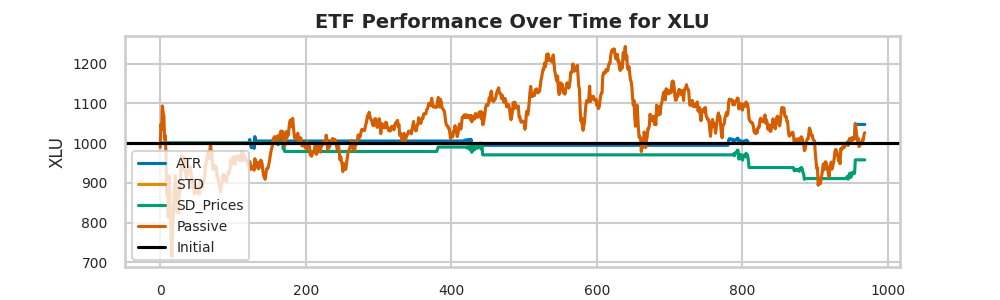 ETF Performance Over Time for XLU
XLU
1200
1100
1000
900
800
700
ATR
STD
SD_Prices
Passive
Initial
0 200 400 600 800 1000